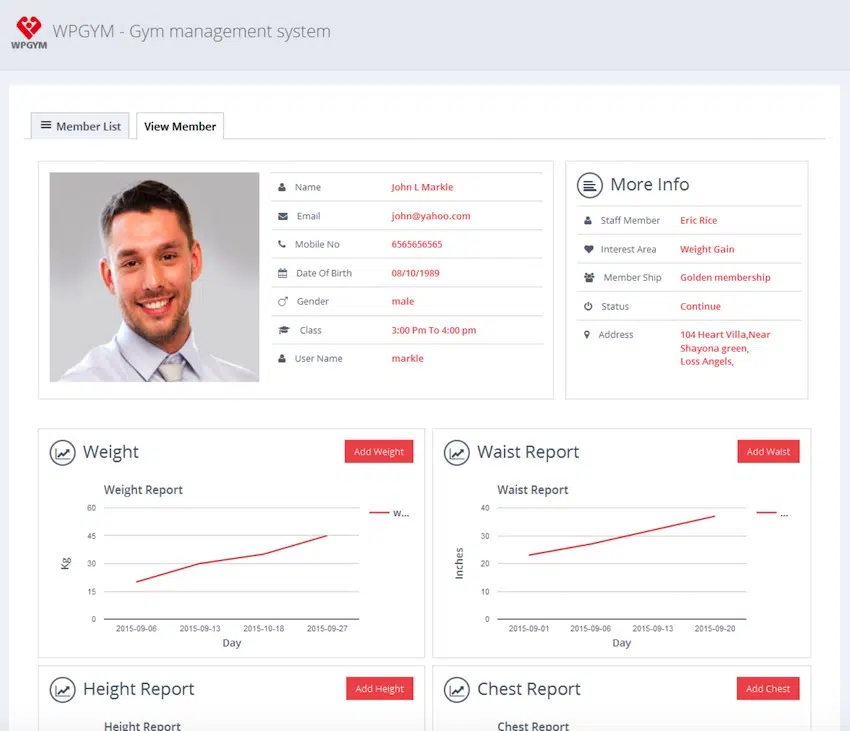 WPGYM
WPGYM - Gym management system
Member List
View Member
Name John L Markle
Email john@yahoo.com
Mobile No 6565656565
Date Of Birth 08/10/1989
Gender male
Class 3:00 Pm To 4:00 pm
User Name markle
More Info
Staff Member Eric Rice
Interest Area Weight Gain
Member Ship Golden membership
Status Continue
Address 104 Heart Villa,Near
Shayona green,
Loss Angels,
Weight
Add Weight
Weight Report
60
45
30
15
0
Kg
w...
2015-09-06 2015-09-13 2015-10-18 2015-09-27
Day
Waist Report
Add Waist
Waist Report
40
30
20
10
0
Inches
...
2015-09-01 2015-09-06 2015-09-13 2015-09-20
Day
Height Report
Add Height
Height Report
Chest Report
Add Chest
Chest Report